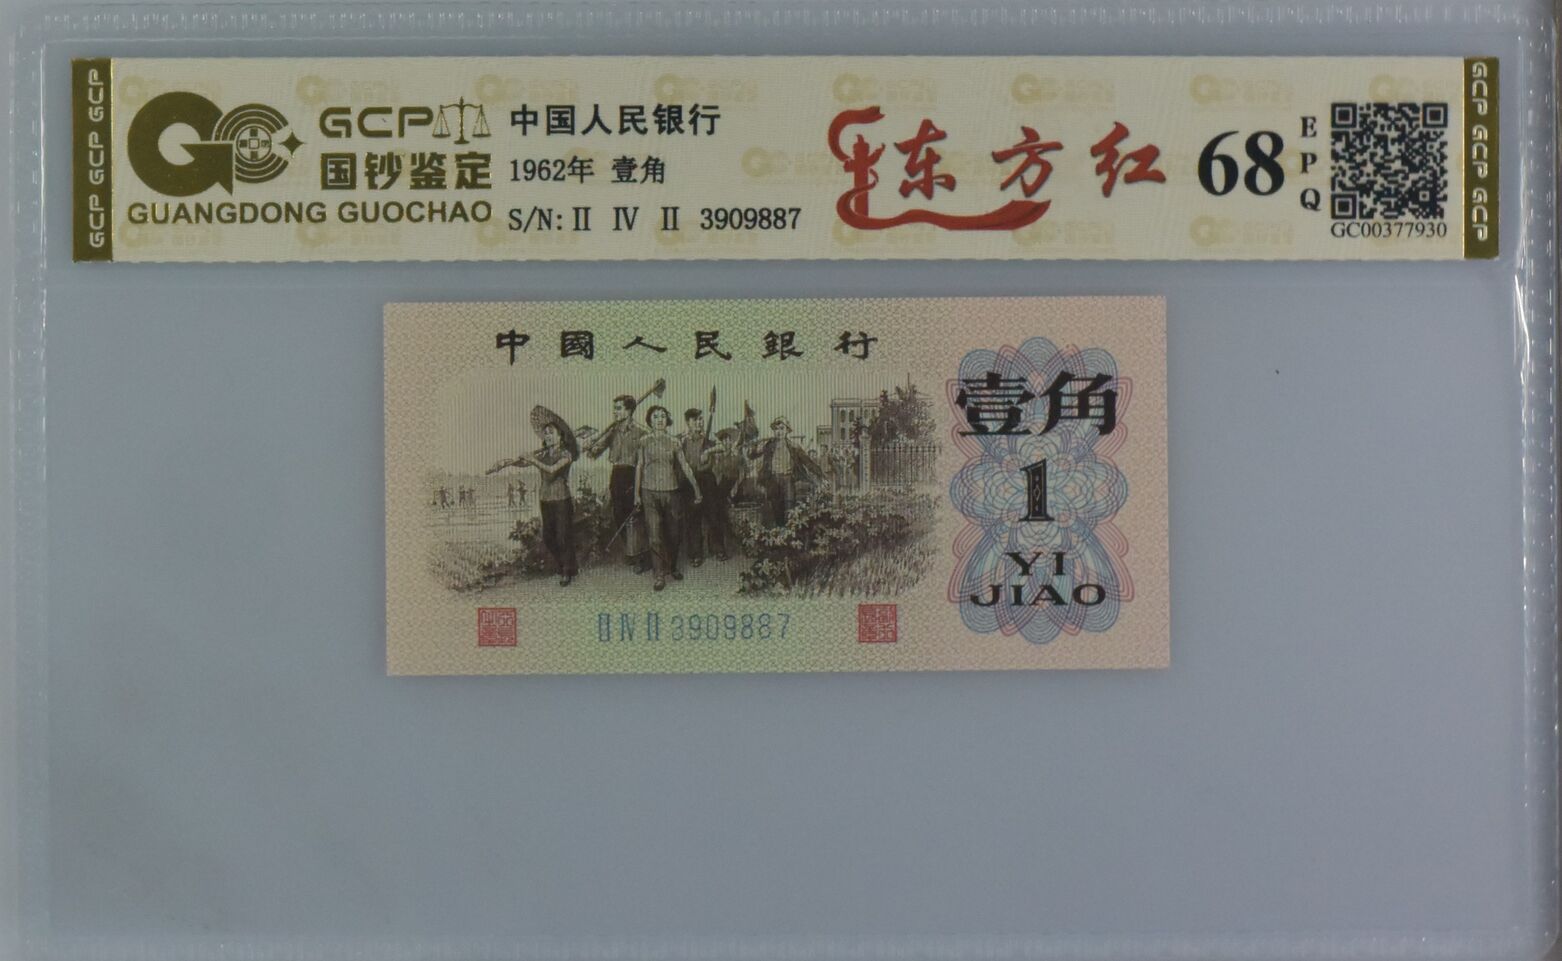 GCP GCP GCP
GCP
国钞鉴定
GUANGDONG GUOCHAO
中国人民银行
1962年 壹角
S/N: II IV II 3909887
东方红
68
EPQ
GC00377930
GCP GCP GCP
中國人民銀行
壹角
1
YI
JIAO
II IV II 3909887